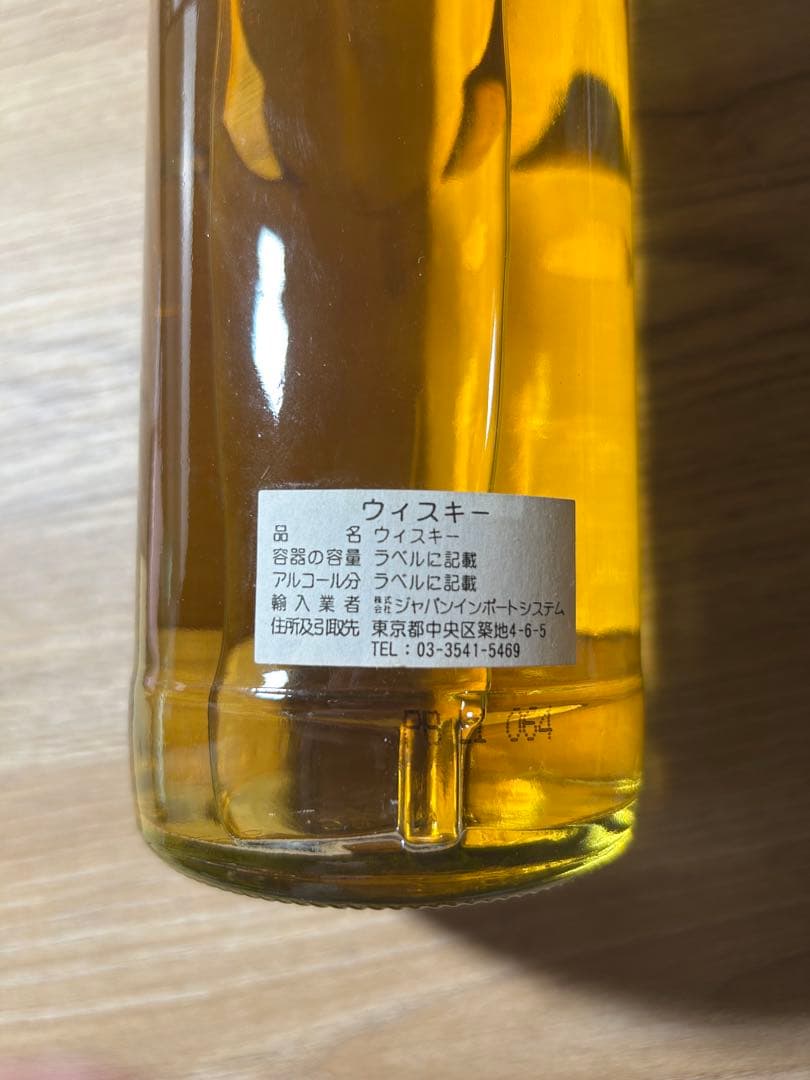 ウィスキー
品名 ウィスキー
容器の容量 ラベルに記載
アルコール分 ラベルに記載
輸入業者 株式会社ジャパンインポートシステム
住所及引取先 東京都中央区築地4-6-5
TEL：03-3541-5469
064